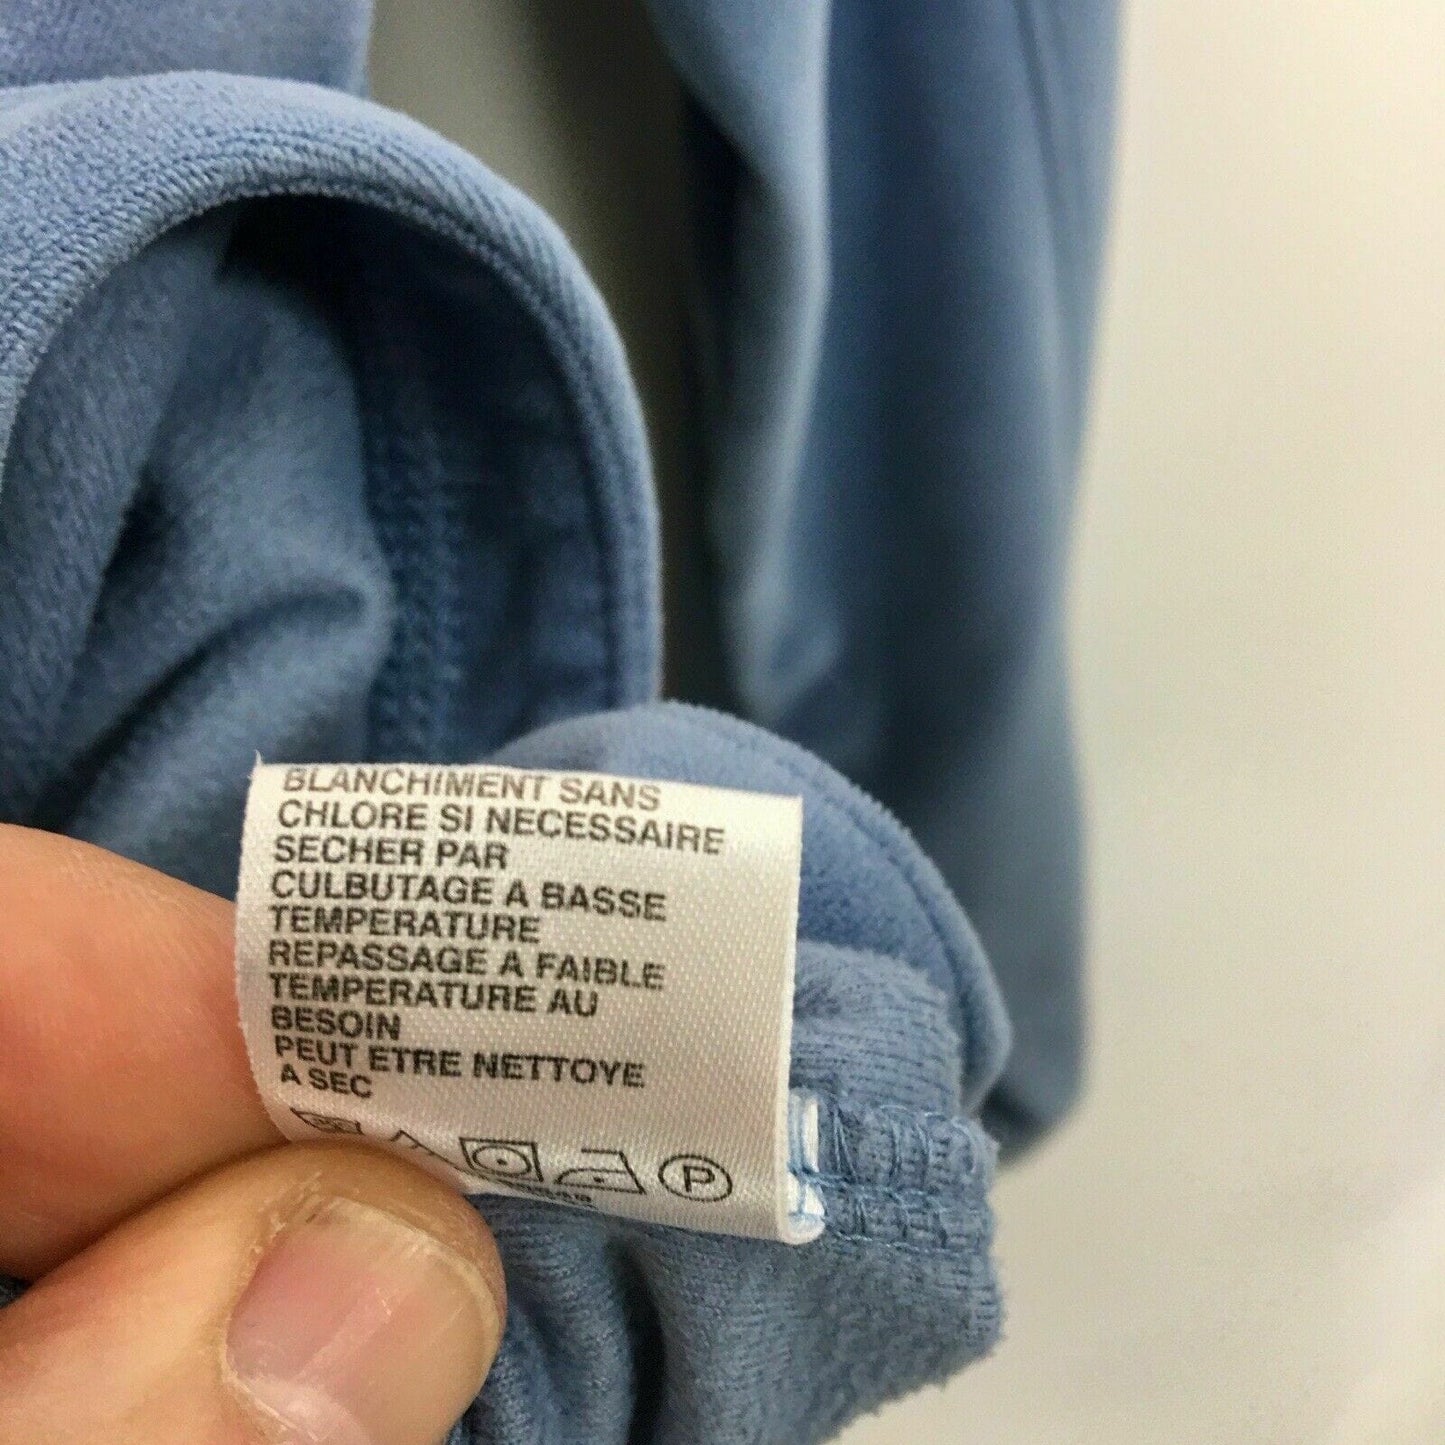 BLANCHIMENT SANS
CHLORE SI NECESSAIRE
SECHER PAR
CULBUTAGE A BASSE
TEMPERATURE
REPASSAGE A FAIBLE
TEMPERATURE AU
BESOIN
PEUT ETRE NETTOYE
A SEC
P